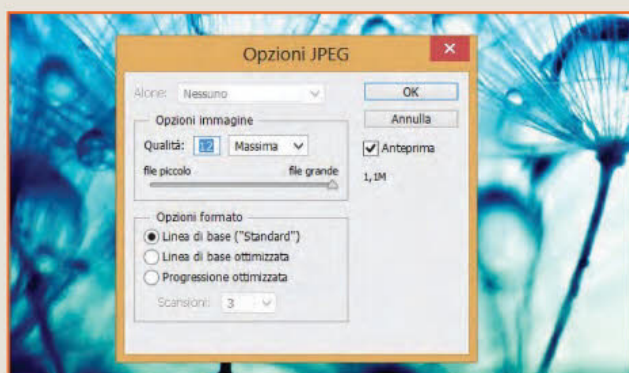 Opzioni JPEG
Alone: Nessuno
OK
Opzioni immagine
Annulla
Qualità: 12 Massima
Anteprima
file piccolo file grande
1,1M
Opzioni formato
Linea di base ("Standard")
Linea di base ottimizzata
Progressione ottimizzata
Scansioni: 3